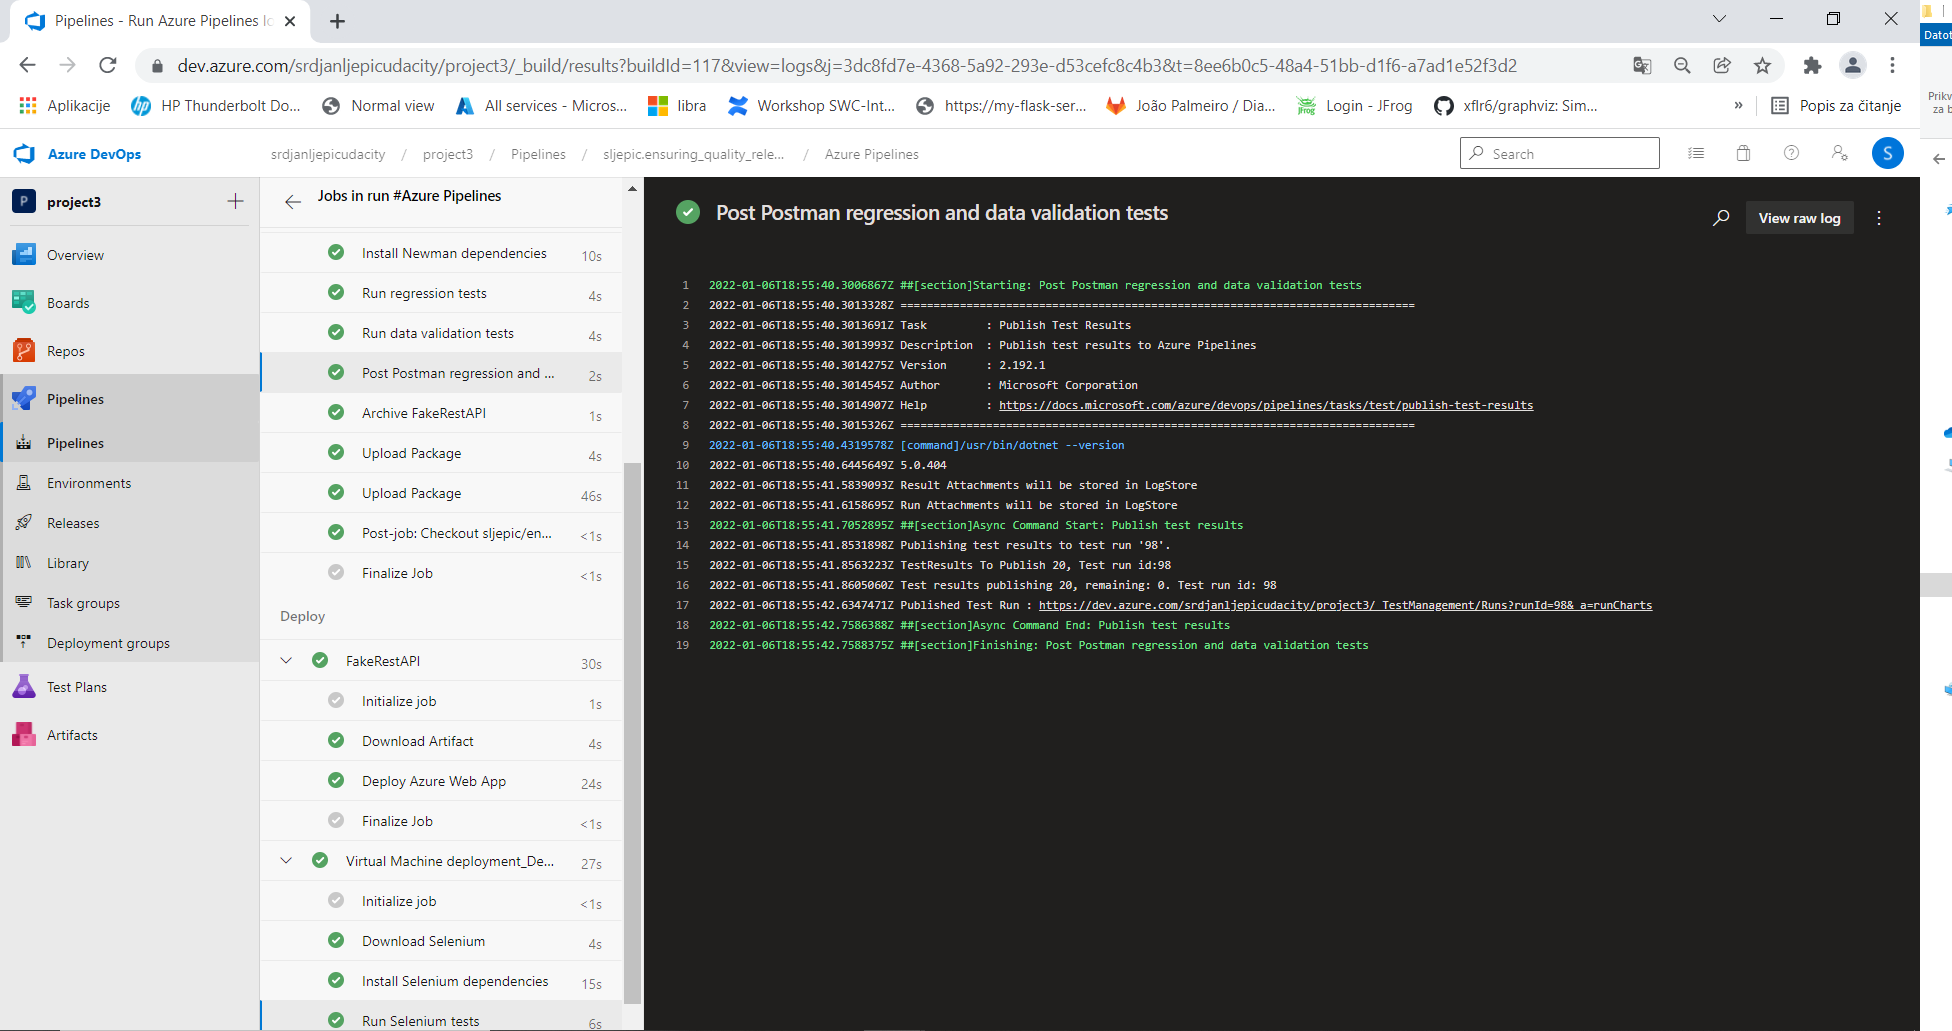 Pipelines - Run Azure Pipelines lo
dev.azure.com/srdjanljepicudacity/project3/_build/results?buildId=117&view=logs&j=3dc8fd7e-4368-5a92-293e-d53cefc8c4b3&t=8ee6b0c5-48a4-51bb-d1f6-a7ad1e52f3d2
Aplikacije HP Thunderbolt Do... Normal view All services - Micros... libra Workshop SWC-Int... https://my-flask-ser... João Palmeiro / Dia... Login - JFrog xflr6/graphviz: Sim... » Popis za čitanje
Datot
Prikv
za b
Azure DevOps srdjanljepicudacity / project3 / Pipelines / sljepic.ensuring_quality_rele... / Azure Pipelines Search S
P project3
Overview
Boards
Repos
Pipelines
Pipelines
Environments
Releases
Library
Task groups
Deployment groups
Test Plans
Artifacts
Jobs in run #Azure Pipelines
Install Newman dependencies 10s
Run regression tests 4s
Run data validation tests 4s
Post Postman regression and ... 2s
Archive FakeRestAPI 1s
Upload Package 4s
Upload Package 46s
Post-job: Checkout sljepic/en... <1s
Finalize Job <1s
Deploy
FakeRestAPI 30s
Initialize job 1s
Download Artifact 4s
Deploy Azure Web App 24s
Finalize Job <1s
Virtual Machine deployment_De... 27s
Initialize job <1s
Download Selenium 4s
Install Selenium dependencies 15s
Run Selenium tests 6s
Post Postman regression and data validation tests
View raw log
1 2022-01-06T18:55:40.3006867Z ##[section]Starting: Post Postman regression and data validation tests
2 2022-01-06T18:55:40.3013328Z ==============================================================================
3 2022-01-06T18:55:40.3013691Z Task : Publish Test Results
4 2022-01-06T18:55:40.3013993Z Description : Publish test results to Azure Pipelines
5 2022-01-06T18:55:40.3014275Z Version : 2.192.1
6 2022-01-06T18:55:40.3014545Z Author : Microsoft Corporation
7 2022-01-06T18:55:40.3014907Z Help : https://docs.microsoft.com/azure/devops/pipelines/tasks/test/publish-test-results
8 2022-01-06T18:55:40.3015326Z ==============================================================================
9 2022-01-06T18:55:40.4319578Z [command]/usr/bin/dotnet --version
10 2022-01-06T18:55:40.6445649Z 5.0.404
11 2022-01-06T18:55:41.5839093Z Result Attachments will be stored in LogStore
12 2022-01-06T18:55:41.6158695Z Run Attachments will be stored in LogStore
13 2022-01-06T18:55:41.7052895Z ##[section]Async Command Start: Publish test results
14 2022-01-06T18:55:41.8531898Z Publishing test results to test run '98'.
15 2022-01-06T18:55:41.8563223Z TestResults To Publish 20, Test run id:98
16 2022-01-06T18:55:41.8605060Z Test results publishing 20, remaining: 0. Test run id: 98
17 2022-01-06T18:55:42.6347471Z Published Test Run : https://dev.azure.com/srdjanljepicudacity/project3/_TestManagement/Runs?runId=98&_a=runCharts
18 2022-01-06T18:55:42.7586388Z ##[section]Async Command End: Publish test results
19 2022-01-06T18:55:42.7588375Z ##[section]Finishing: Post Postman regression and data validation tests